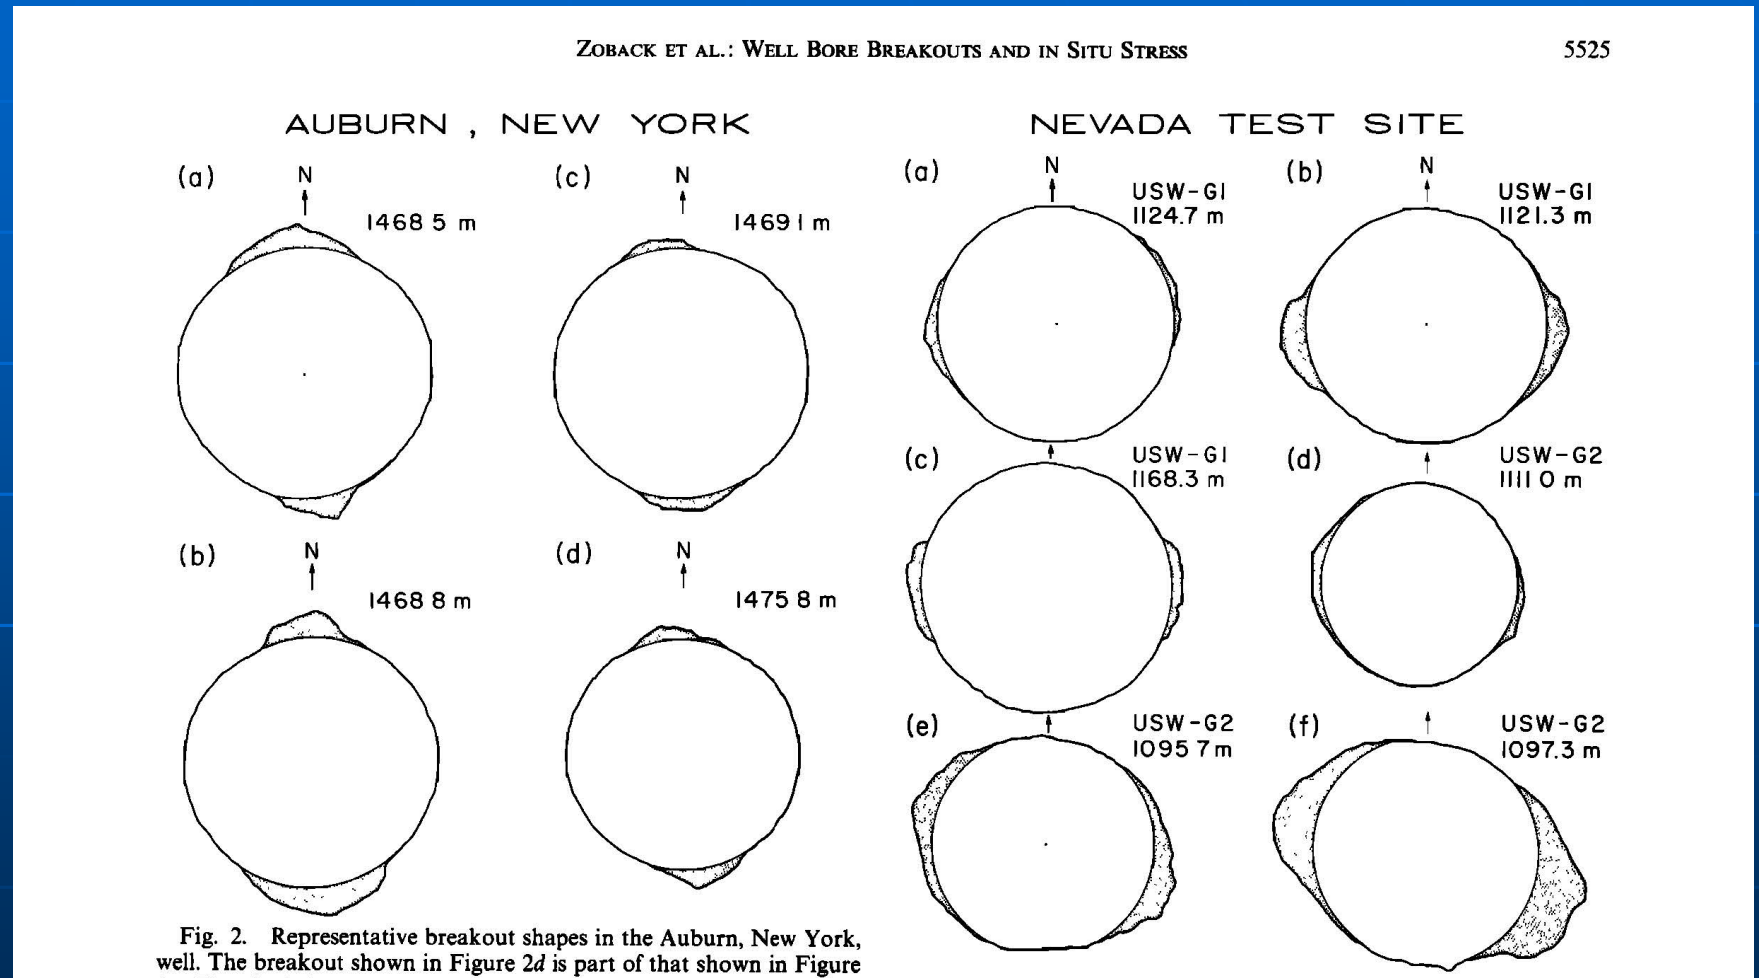 ZOBACK ET AL.: WELL BORE BREAKOUTS AND IN SITU STRESS
5525
AUBURN , NEW YORK
(a)
N
1468 5 m
(c)
N
1469 1 m
(b)
N
1468 8 m
(d)
N
1475 8 m
Fig. 2. Representative breakout shapes in the Auburn, New York,
well. The breakout shown in Figure 2d is part of that shown in Figure
NEVADA TEST SITE
(a)
N
USW-G1
1124.7 m
(b)
N
USW-G1
1121.3 m
(c)
USW-G1
1168.3 m
(d)
USW-G2
1111 0 m
(e)
USW-G2
1095 7m
(f)
USW-G2
1097.3 m